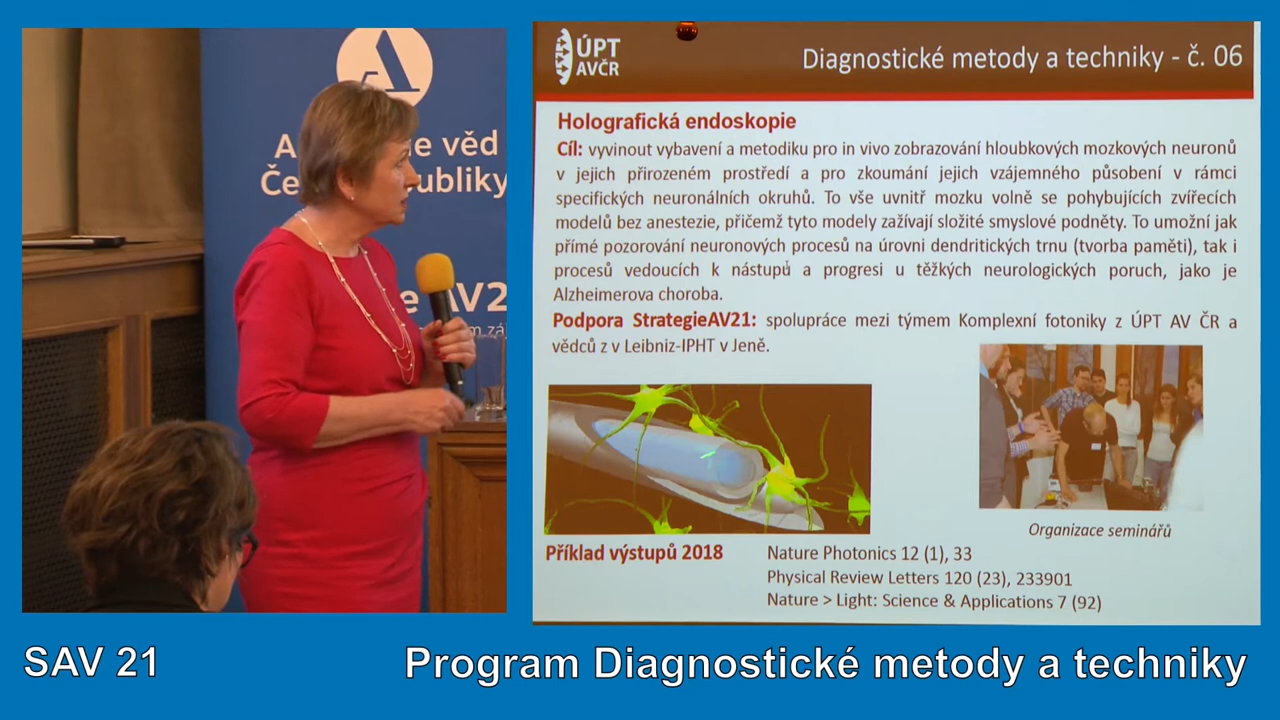 Akademie věd
České republiky
AV2
ÚPT
AVČR
Diagnostické metody a techniky - č. 06
Holografická endoskopie
Cíl: vyvinout vybavení a metodiku pro in vivo zobrazování hloubkových mozkových neuronů
v jejich přirozeném prostředí a pro zkoumání jejich vzájemného působení v rámci
specifických neuronálních okruhů. To vše uvnitř mozku volně se pohybujících zvířecích
modelů bez anestezie, přičemž tyto modely zažívají složité smyslové podněty. To umožní jak
přímé pozorování neuronových procesů na úrovni dendritických trnu (tvorba paměti), tak i
procesů vedoucích k nástupů a progresi u těžkých neurologických poruch, jako je
Alzheimerova choroba.
Podpora StrategieAV21: spolupráce mezi týmem Komplexní fotoniky z ÚPT AV ČR a
vědců z v Leibniz-IPHT v Jeně.
Organizace seminářů
Příklad výstupů 2018
Nature Photonics 12 (1), 33
Physical Review Letters 120 (23), 233901
Nature > Light: Science & Applications 7 (92)
SAV 21
Program Diagnostické metody a techniky